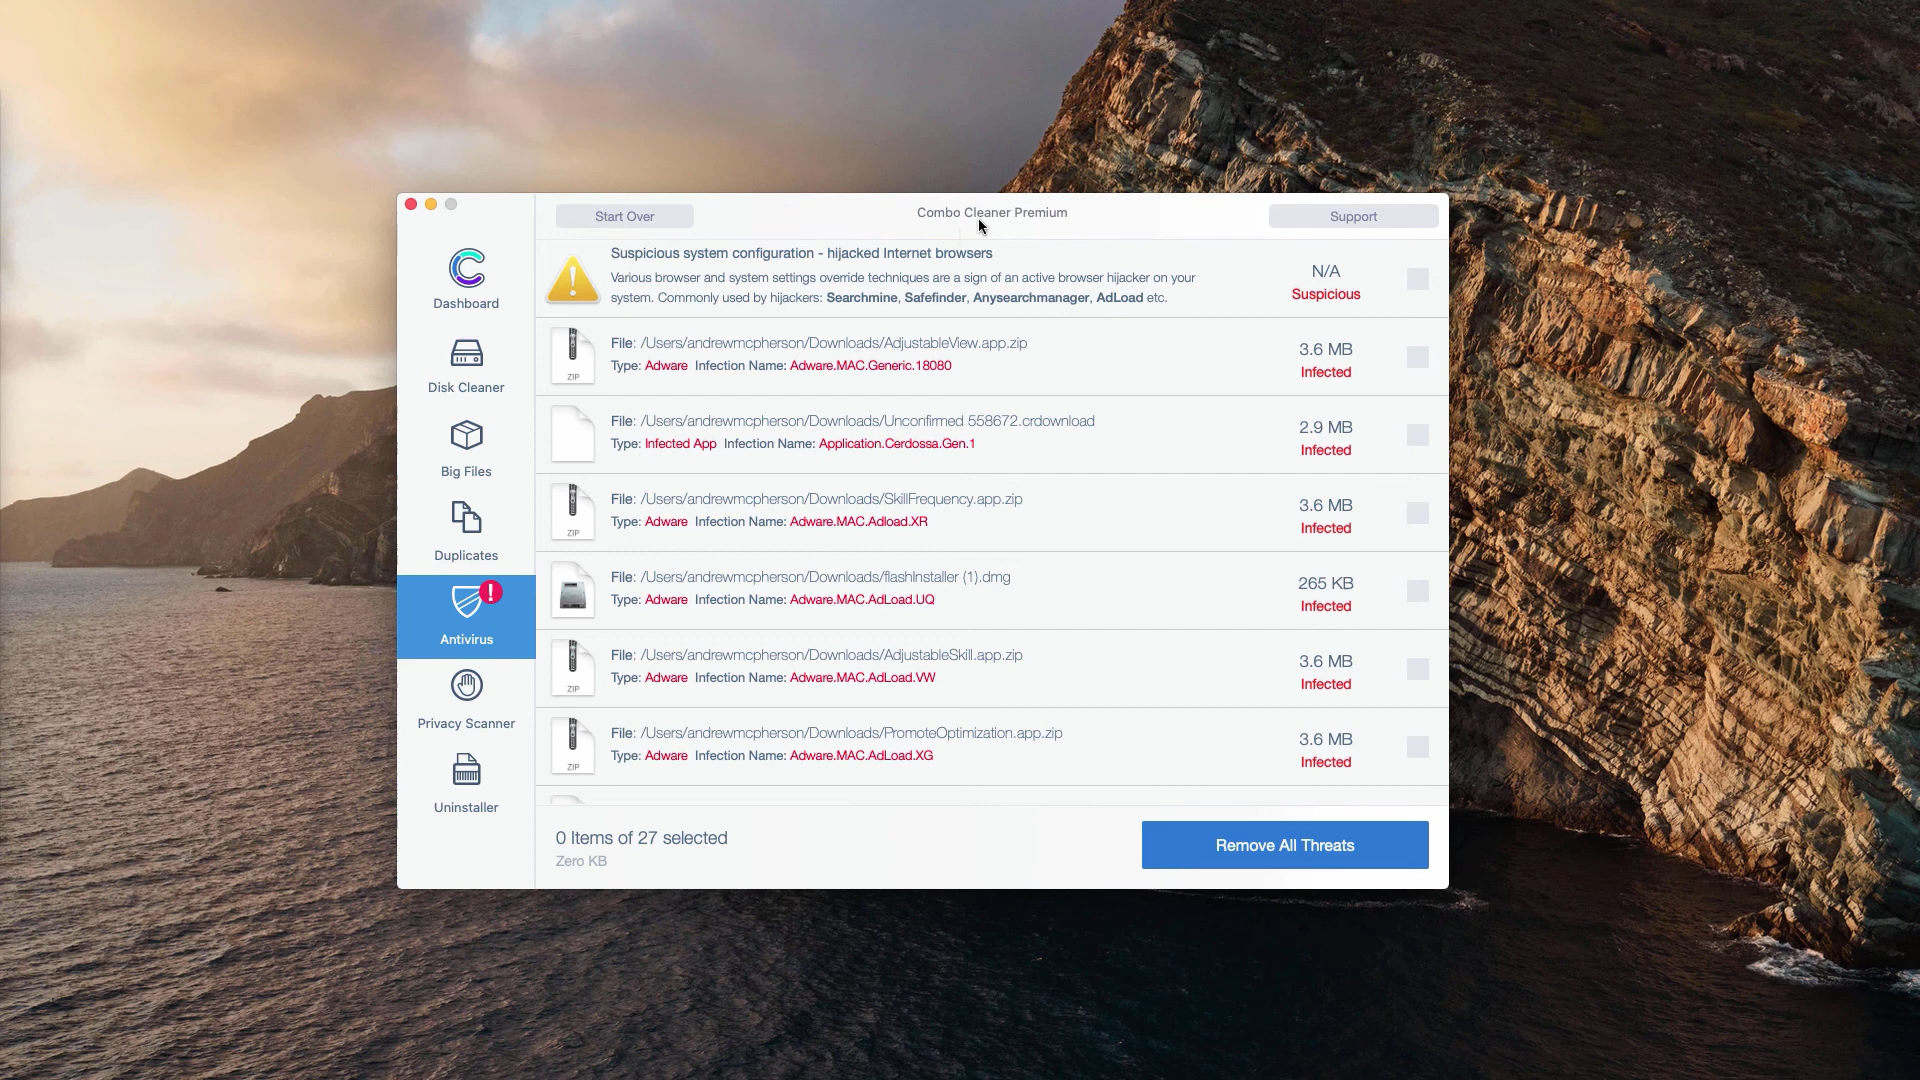 Start Over
Combo Cleaner Premium
Support
Dashboard
Disk Cleaner
Big Files
Duplicates
Antivirus
Privacy Scanner
Uninstaller
Suspicious system configuration - hijacked Internet browsers
Various browser and system settings override techniques are a sign of an active browser hijacker on your
system. Commonly used by hijackers: Searchmine, Safefinder, Anysearchmanager, AdLoad etc.
N/A
Suspicious
ZIP
File: /Users/andrewmcpherson/Downloads/AdjustableView.app.zip
Type: Adware Infection Name: Adware.MAC.Generic.18080
3.6 MB
Infected
File: /Users/andrewmcpherson/Downloads/Unconfirmed 558672.crdownload
Type: Infected App Infection Name: Application.Cerdossa.Gen.1
2.9 MB
Infected
ZIP
File: /Users/andrewmcpherson/Downloads/SkillFrequency.app.zip
Type: Adware Infection Name: Adware.MAC.Adload.XR
3.6 MB
Infected
File: /Users/andrewmcpherson/Downloads/flashInstaller (1).dmg
Type: Adware Infection Name: Adware.MAC.AdLoad.UQ
265 KB
Infected
ZIP
File: /Users/andrewmcpherson/Downloads/AdjustableSkill.app.zip
Type: Adware Infection Name: Adware.MAC.AdLoad.VW
3.6 MB
Infected
ZIP
File: /Users/andrewmcpherson/Downloads/PromoteOptimization.app.zip
Type: Adware Infection Name: Adware.MAC.AdLoad.XG
3.6 MB
Infected
0 Items of 27 selected
Zero KB
Remove All Threats